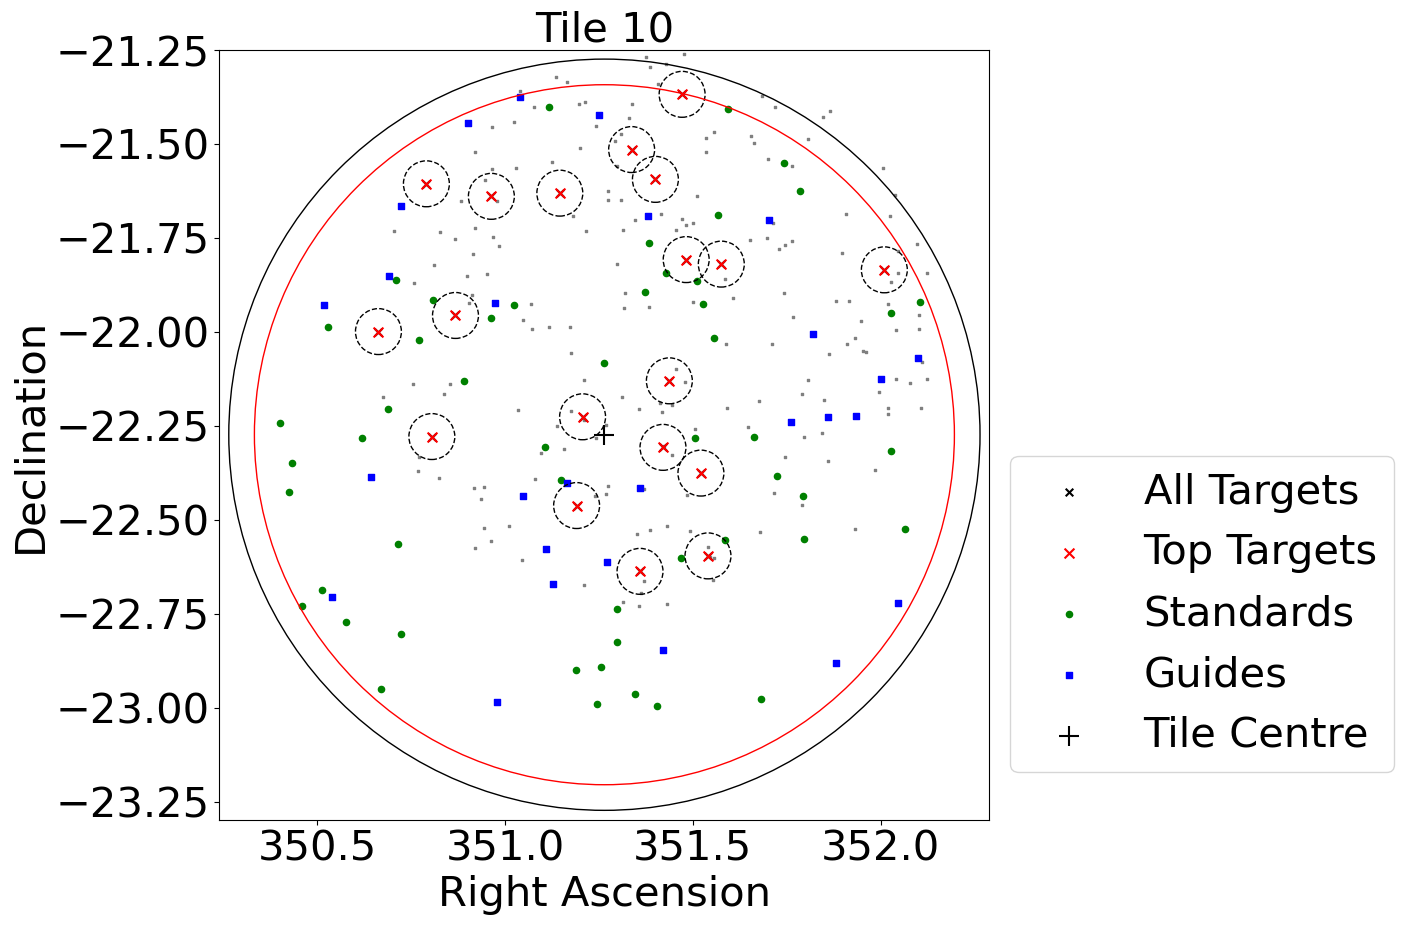 Tile 10
−21.25
−21.50
−21.75
−22.00
−22.25
−22.50
−22.75
−23.00
−23.25
Declination
350.5 351.0 351.5 352.0
Right Ascension
All Targets
Top Targets
Standards
Guides
Tile Centre